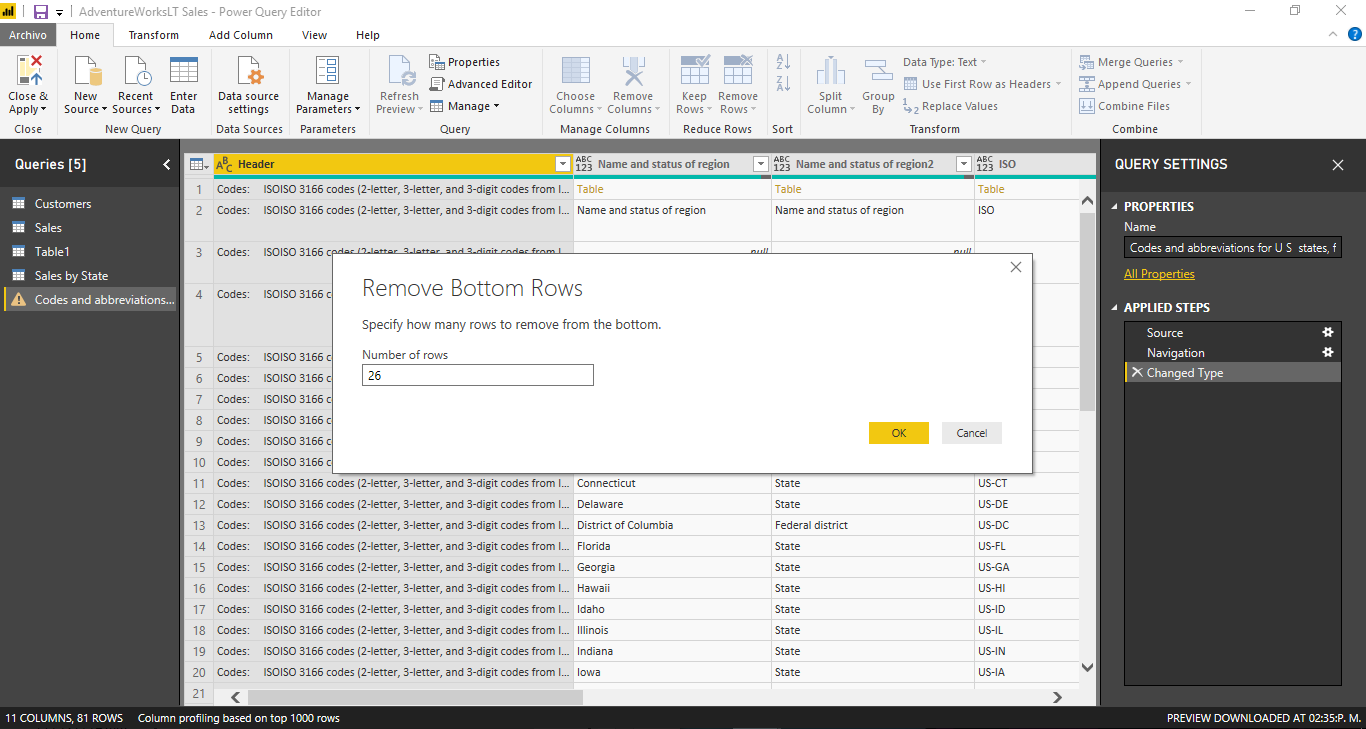 AdventureWorksLT Sales - Power Query Editor
Archivo Home Transform Add Column View Help
Close & Apply
New Source
Recent Sources
Enter Data
Data source settings
Manage Parameters
Refresh Preview
Properties
Advanced Editor
Manage
Choose Columns
Remove Columns
Keep Rows
Remove Rows
Split Column
Group By
Data Type: Text
Use First Row as Headers
Replace Values
Merge Queries
Append Queries
Combine Files
Close New Query Data Sources Parameters Query Manage Columns Reduce Rows Sort Transform Combine
Queries [5]
Customers
Sales
Table1
Sales by State
Codes and abbreviations...
Header ABC 123 Name and status of region ABC 123 Name and status of region2 ABC 123 ISO
1 Codes: ISOISO 3166 codes (2-letter, 3-letter, and 3-digit codes from I... Table Table Table
2 Codes: ISOISO 3166 codes (2-letter, 3-letter, and 3-digit codes from I... Name and status of region Name and status of region ISO
3 Codes: ISOISO 3166 codes (2-letter, 3-letter, and 3-digit codes from I... null null
4 Codes: ISOISO 3166 c
5 Codes: ISOISO 3166 c
6 Codes: ISOISO 3166 c
7 Codes: ISOISO 3166 c
8 Codes: ISOISO 3166 c
9 Codes: ISOISO 3166 c
10 Codes: ISOISO 3166 c
11 Codes: ISOISO 3166 codes (2-letter, 3-letter, and 3-digit codes from I... Connecticut State US-CT
12 Codes: ISOISO 3166 codes (2-letter, 3-letter, and 3-digit codes from I... Delaware State US-DE
13 Codes: ISOISO 3166 codes (2-letter, 3-letter, and 3-digit codes from I... District of Columbia Federal district US-DC
14 Codes: ISOISO 3166 codes (2-letter, 3-letter, and 3-digit codes from I... Florida State US-FL
15 Codes: ISOISO 3166 codes (2-letter, 3-letter, and 3-digit codes from I... Georgia State US-GA
16 Codes: ISOISO 3166 codes (2-letter, 3-letter, and 3-digit codes from I... Hawaii State US-HI
17 Codes: ISOISO 3166 codes (2-letter, 3-letter, and 3-digit codes from I... Idaho State US-ID
18 Codes: ISOISO 3166 codes (2-letter, 3-letter, and 3-digit codes from I... Illinois State US-IL
19 Codes: ISOISO 3166 codes (2-letter, 3-letter, and 3-digit codes from I... Indiana State US-IN
20 Codes: ISOISO 3166 codes (2-letter, 3-letter, and 3-digit codes from I... Iowa State US-IA
21
Remove Bottom Rows
Specify how many rows to remove from the bottom.
Number of rows
26
OK Cancel
QUERY SETTINGS
PROPERTIES
Name
Codes and abbreviations for U S states, f
All Properties
APPLIED STEPS
Source
Navigation
Changed Type
11 COLUMNS, 81 ROWS Column profiling based on top 1000 rows PREVIEW DOWNLOADED AT 02:35:P. M.